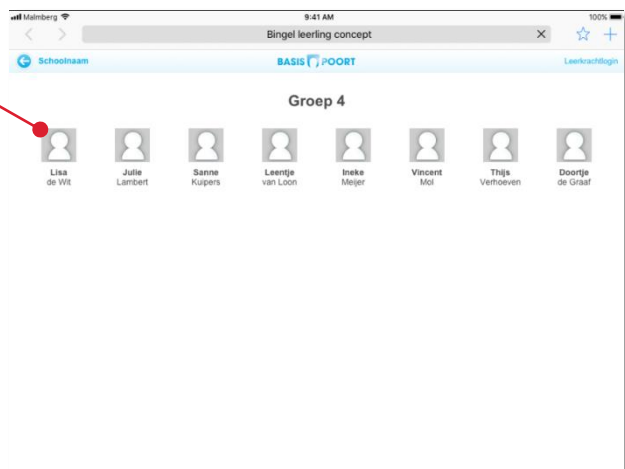 Malmberg 9:41 AM 100%
Bingel leerling concept
Schoolnaam BASIS POORT Leerkrachtlogin
Groep 4
Lisa Julie Sanne Leentje Ineke Vincent Thijs Doortje
de Wit Lambert Kuipers van Loon Meijer Mol Verhoeven de Graaf